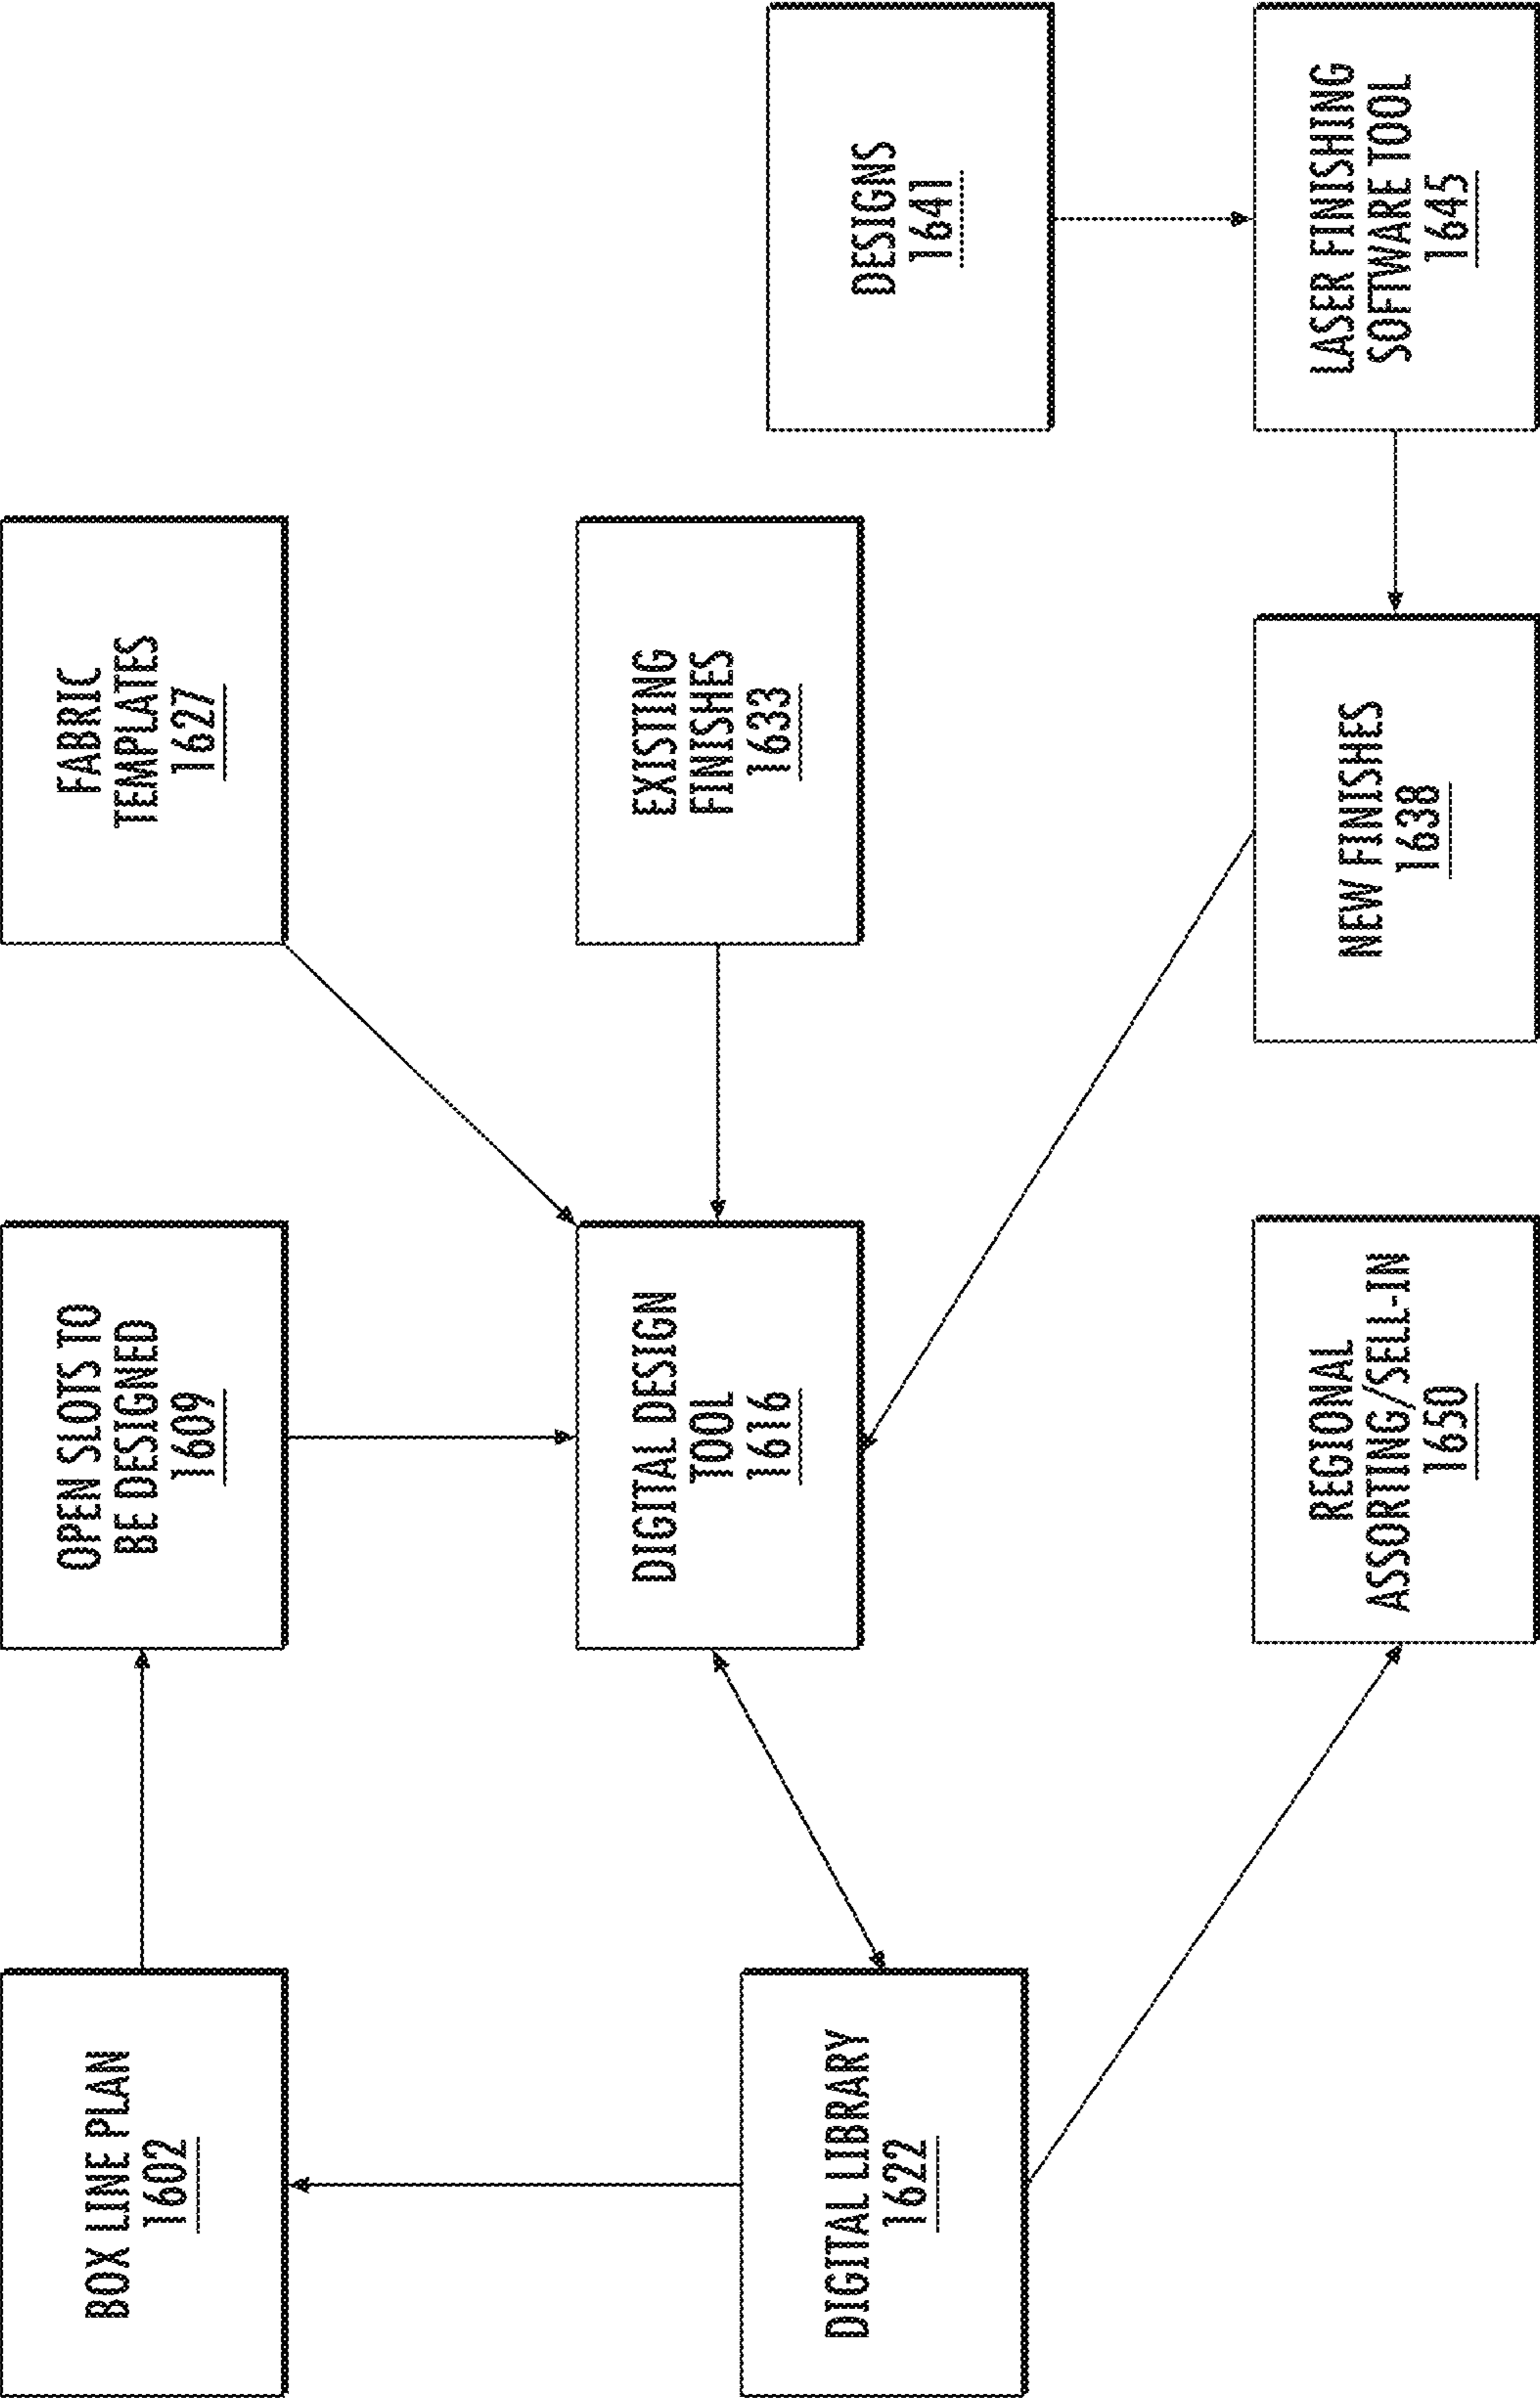 BOX LINE PLAN
1602
OPEN SLOTS TO
BE DESIGNED
1609
FABRIC
TEMPLATES
1627
DIGITAL LIBRARY
1622
DIGITAL DESIGN
TOOL
1616
EXISTING
FINISHES
1633
DESIGNS
1641
REGIONAL
ASSORTING/SELL-IN
1650
NEW FINISHES
1638
LASER FINISHING
SOFTWARE TOOL
1645